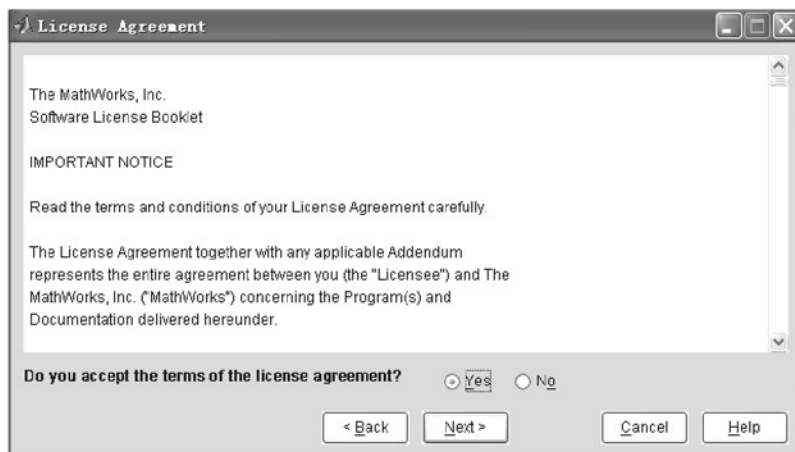 License Agreement
The MathWorks, Inc.
Software License Booklet
IMPORTANT NOTICE
Read the terms and conditions of your License Agreement carefully.
The License Agreement together with any applicable Addendum
represents the entire agreement between you (the "Licensee") and The
MathWorks, Inc. ("MathWorks") concerning the Program(s) and
Documentation delivered hereunder.
Do you accept the terms of the license agreement? Yes No
< Back Next > Cancel Help